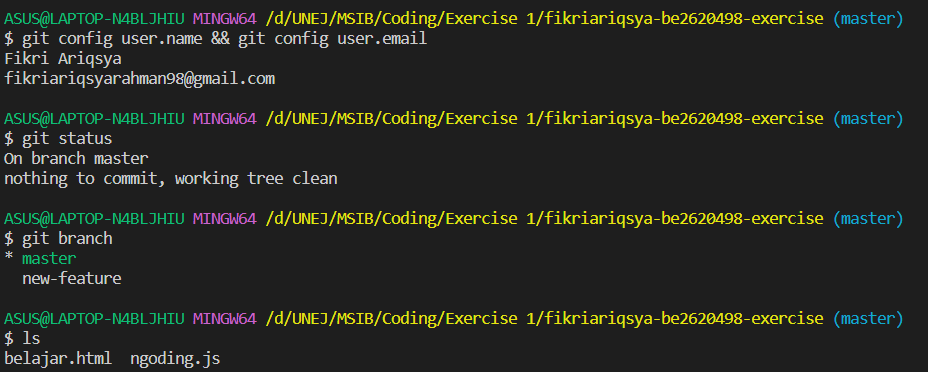 ASUS@LAPTOP-N4BLJHIU MINGW64 /d/UNEJ/MSIB/Coding/Exercise 1/fikriariqsya-be2620498-exercise (master)
$ git config user.name && git config user.email
Fikri Ariqsya
fikriariqsyarahman98@gmail.com

ASUS@LAPTOP-N4BLJHIU MINGW64 /d/UNEJ/MSIB/Coding/Exercise 1/fikriariqsya-be2620498-exercise (master)
$ git status
On branch master
nothing to commit, working tree clean

ASUS@LAPTOP-N4BLJHIU MINGW64 /d/UNEJ/MSIB/Coding/Exercise 1/fikriariqsya-be2620498-exercise (master)
$ git branch
* master
  new-feature

ASUS@LAPTOP-N4BLJHIU MINGW64 /d/UNEJ/MSIB/Coding/Exercise 1/fikriariqsya-be2620498-exercise (master)
$ ls
belajar.html  ngoding.js